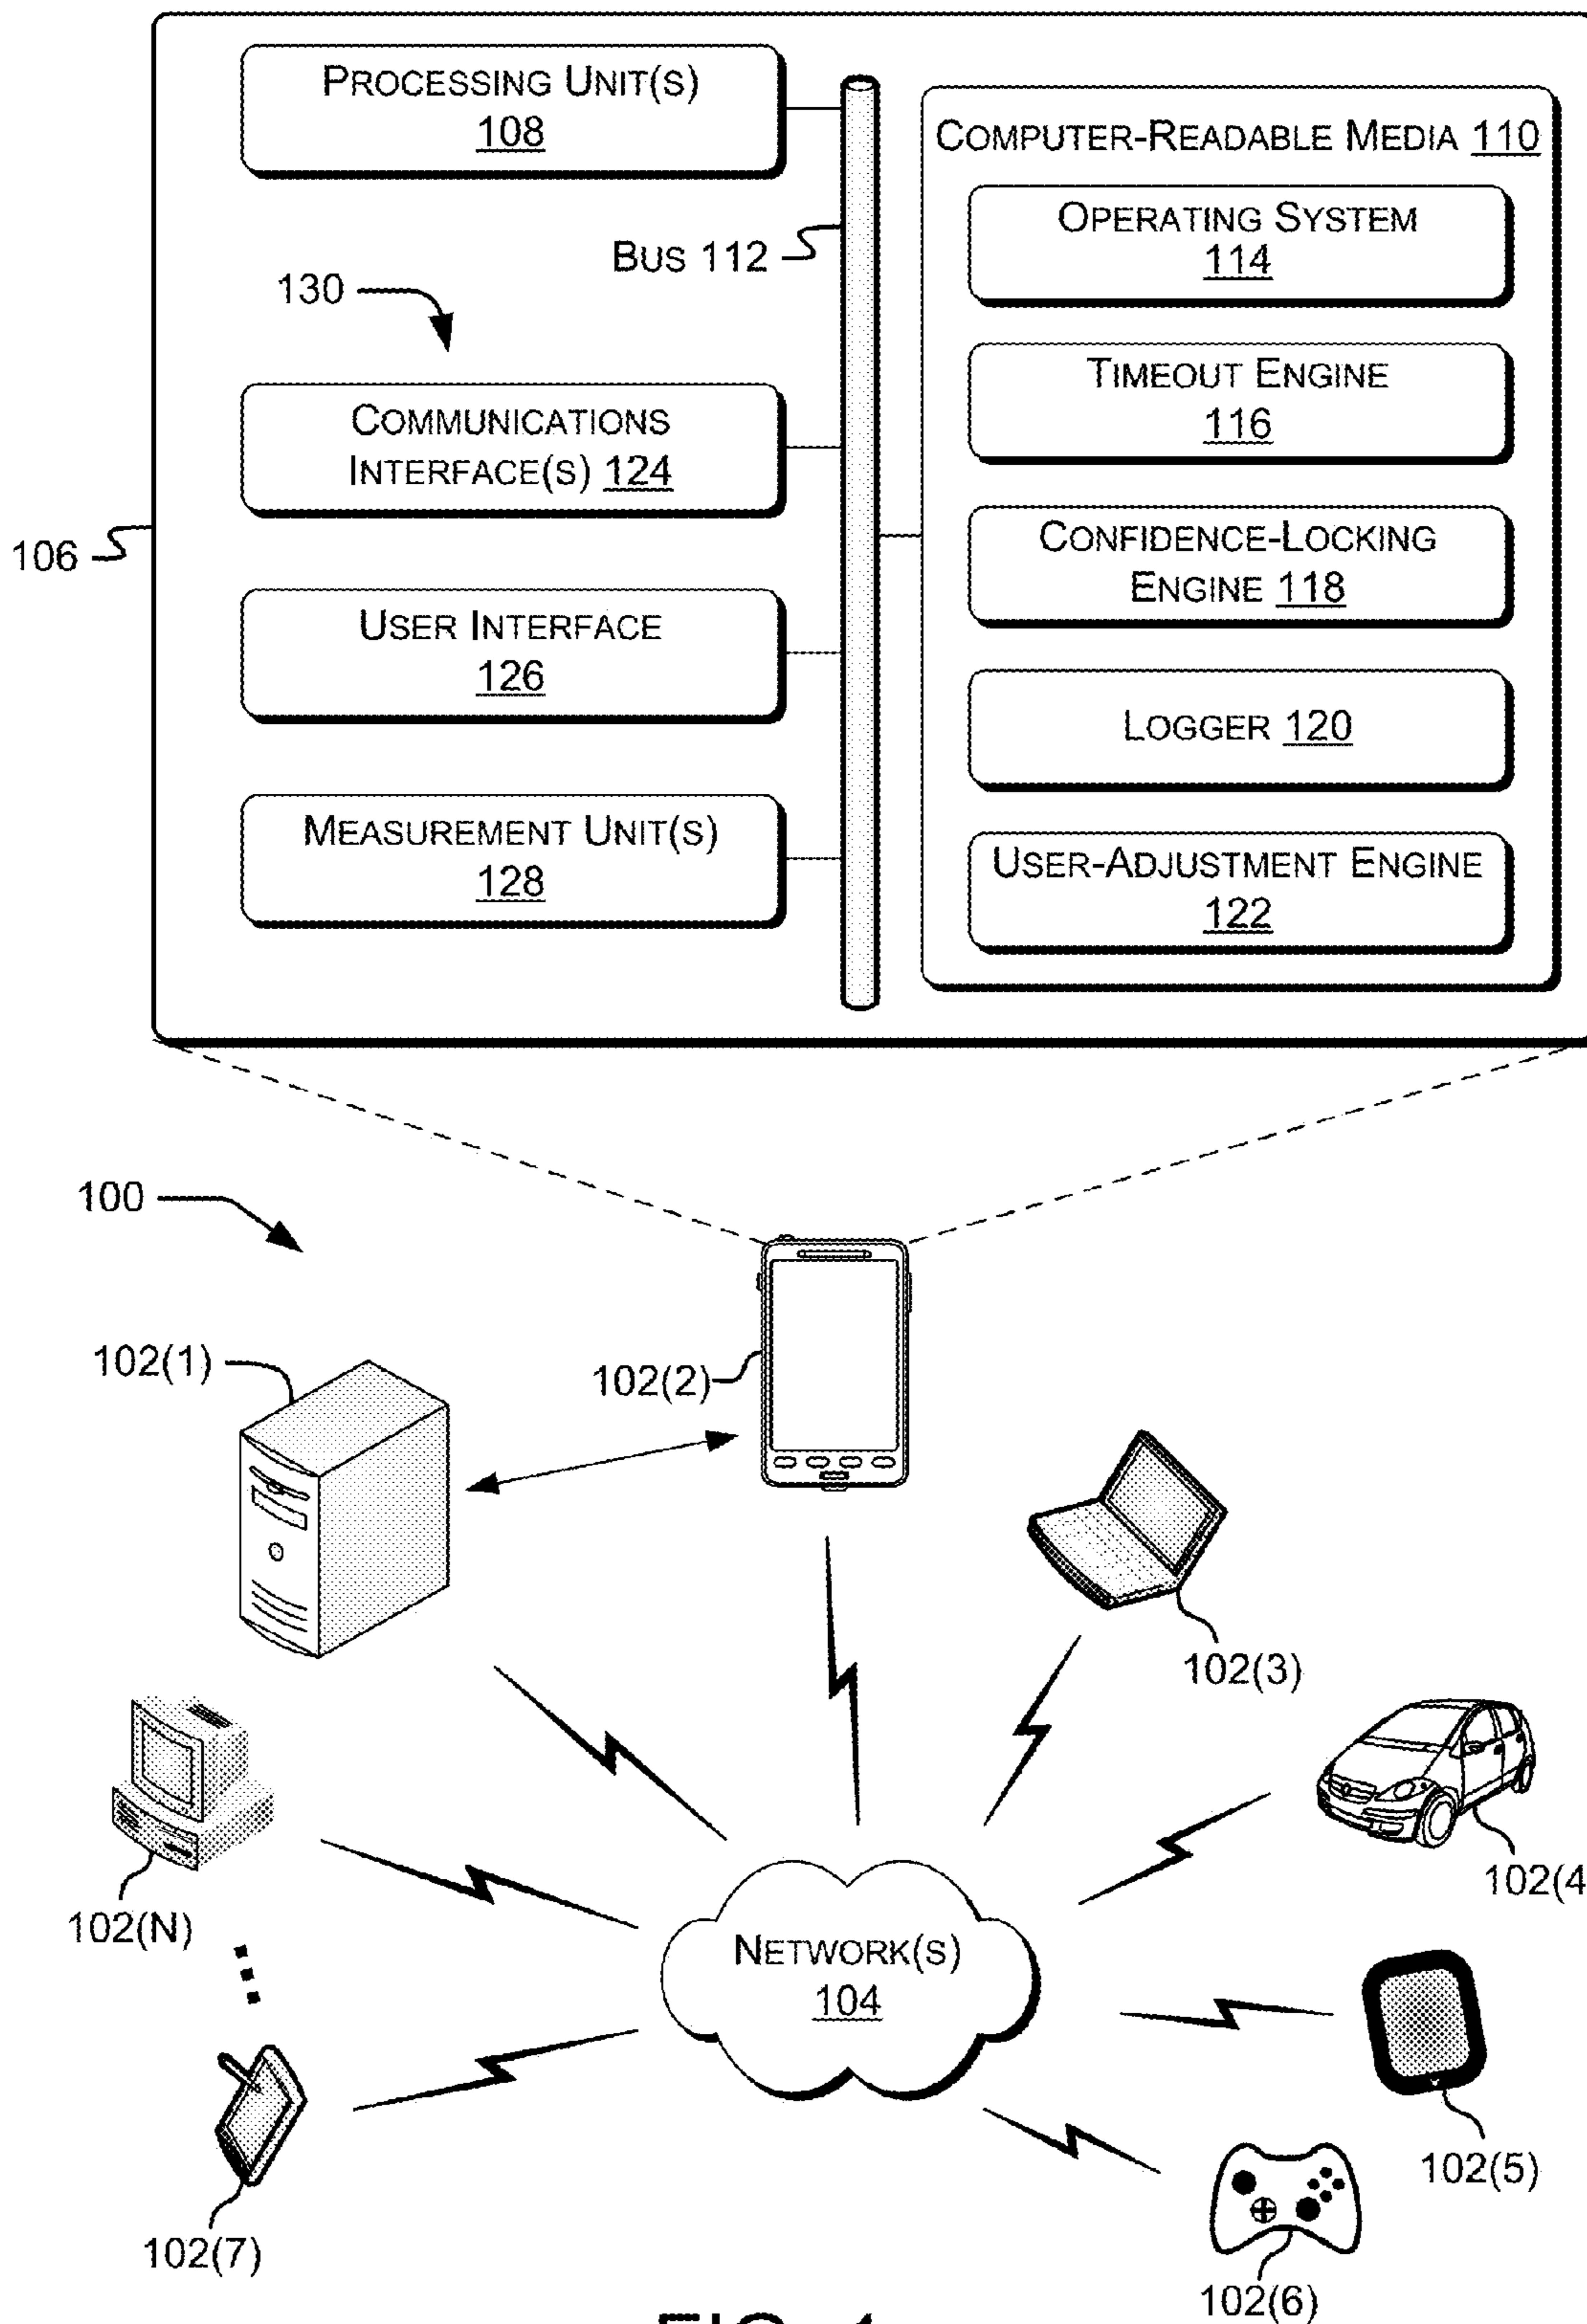 PROCESSING UNIT(S)
108
COMPUTER-READABLE MEDIA 110
OPERATING SYSTEM
114
BUS 112
130
TIMEOUT ENGINE
116
COMMUNICATIONS
INTERFACE(S) 124
CONFIDENCE-LOCKING
ENGINE 118
106
USER INTERFACE
126
LOGGER 120
MEASUREMENT UNIT(S)
128
USER-ADJUSTMENT ENGINE
122
100
102(1)
102(2)
102(3)
102(4
102(N)
NETWORK(S)
104
102(5)
102(7)
102(6)